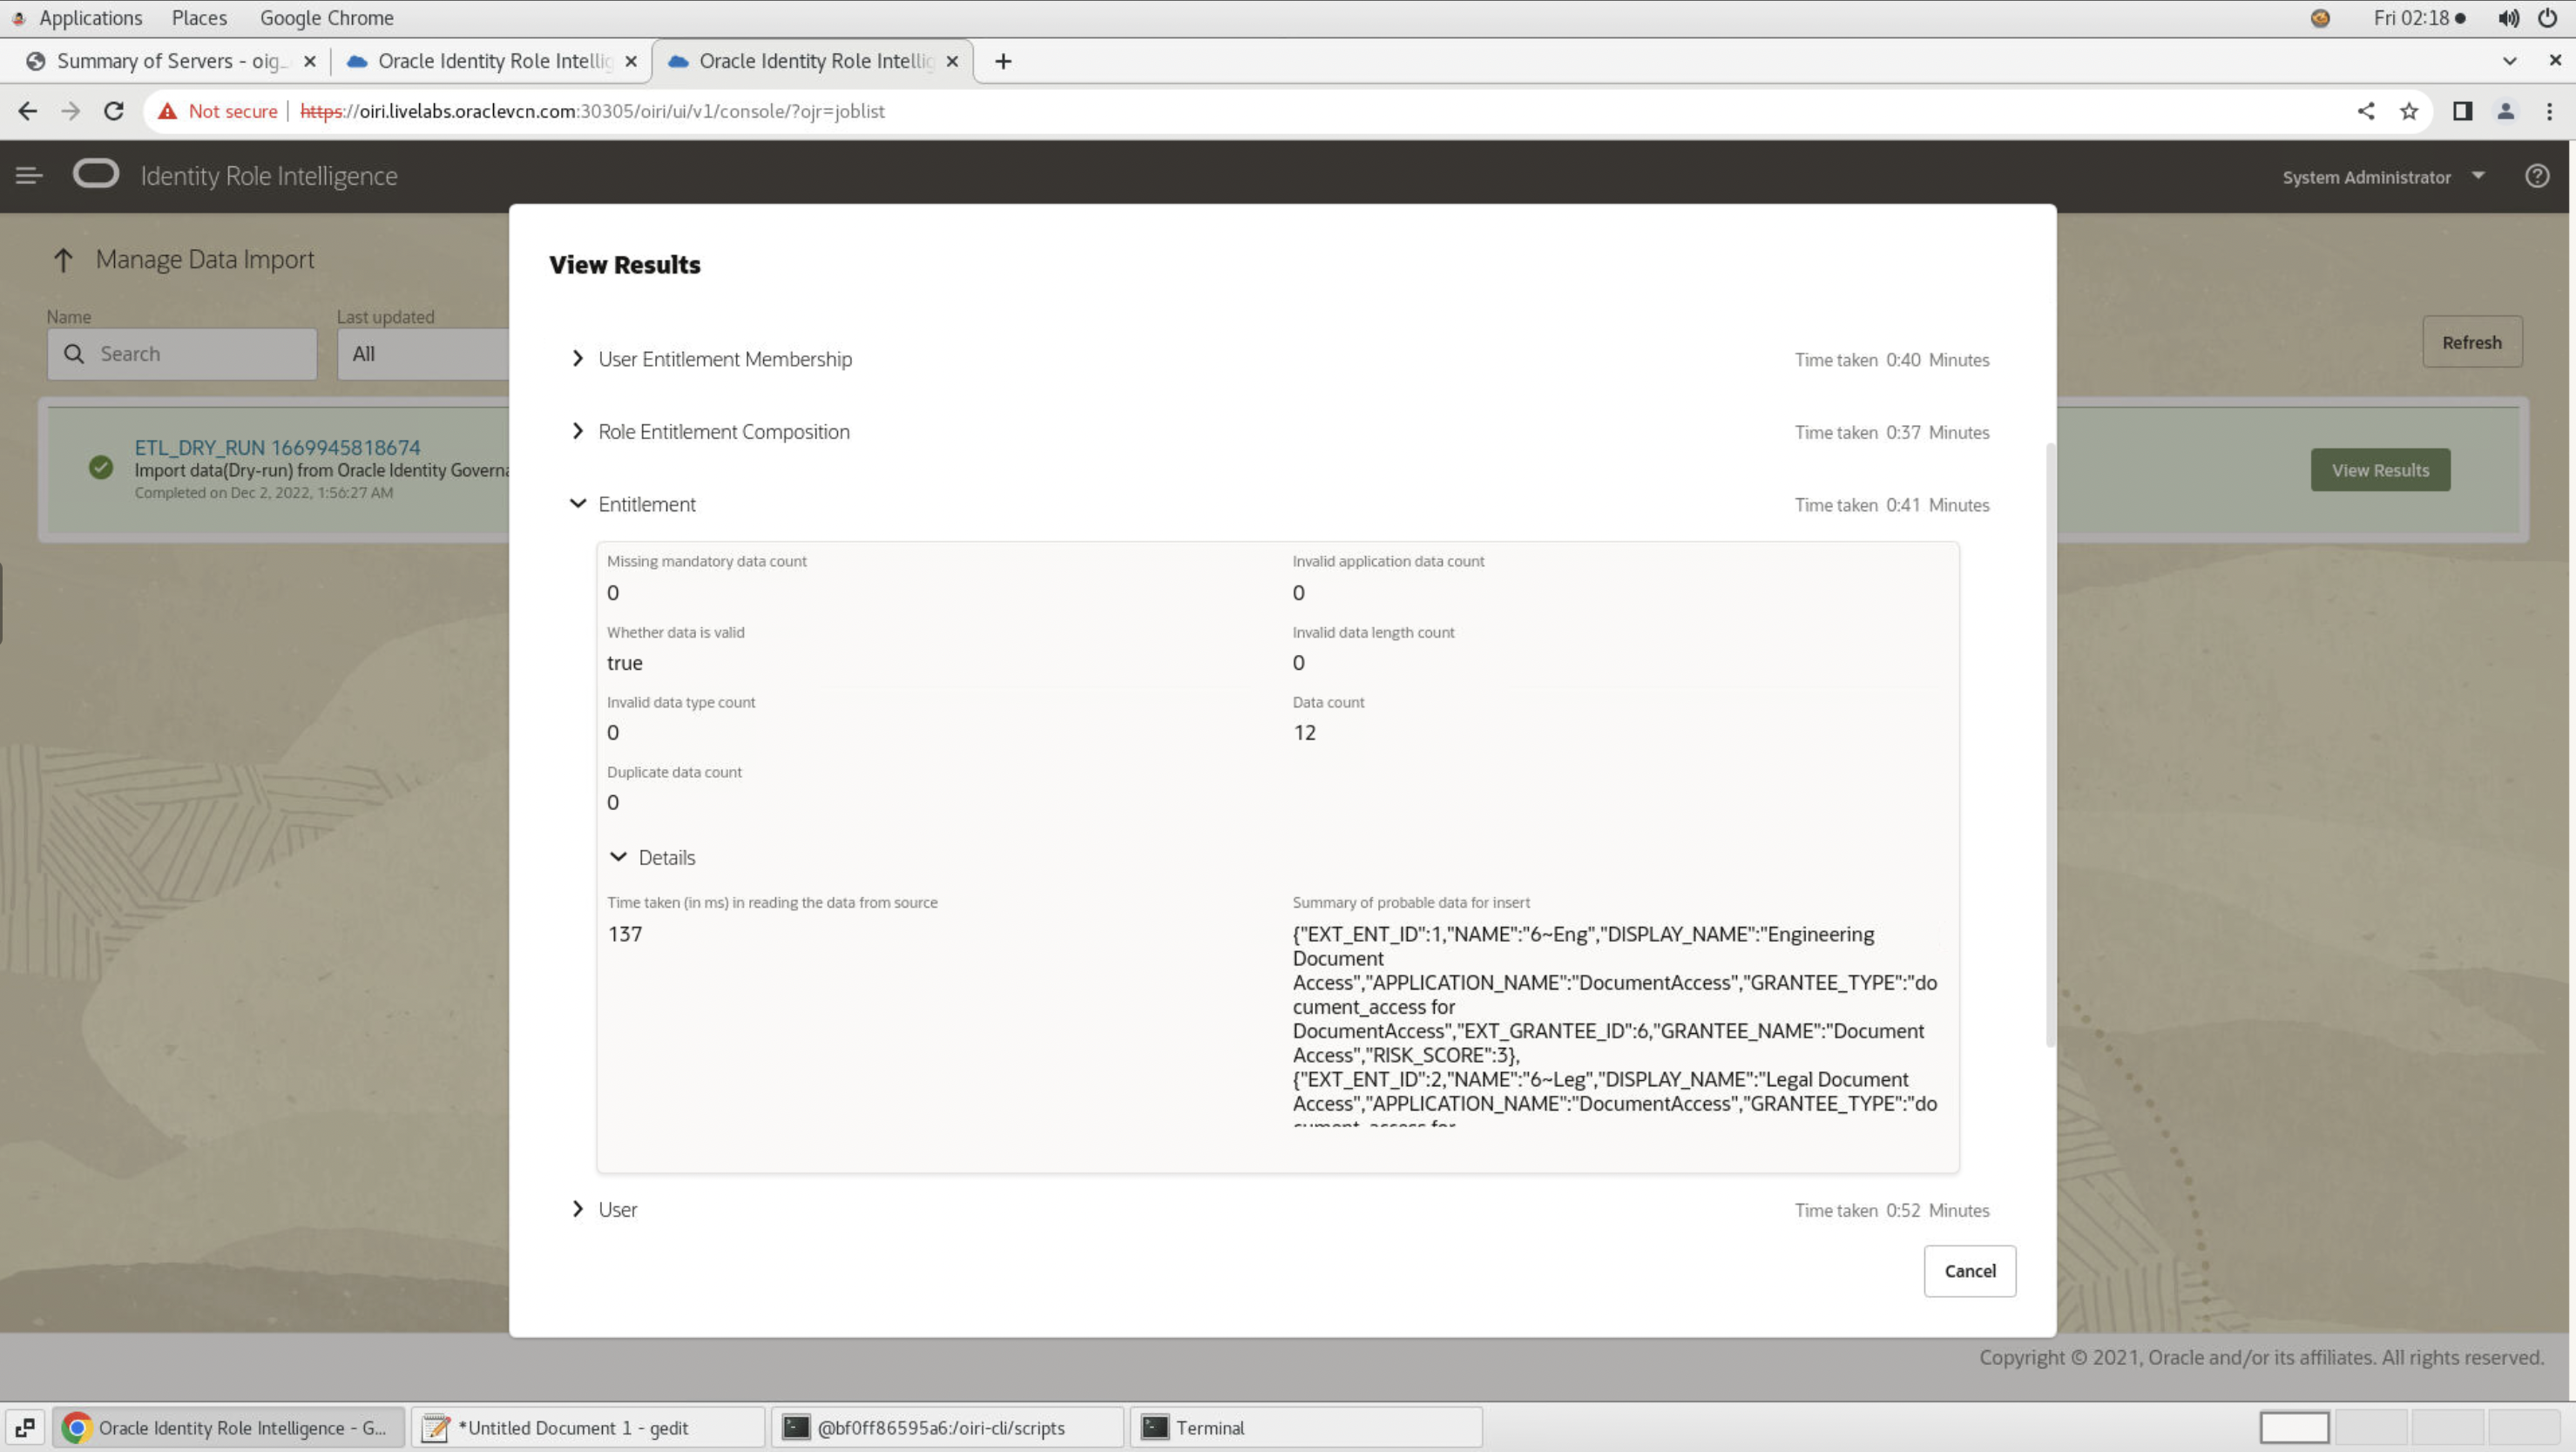 Applications Places Google Chrome Fri 02:18
Summary of Servers - oig_ Oracle Identity Role Intellig Oracle Identity Role Intellig
Not secure https://oiri.livelabs.oraclevcn.com:30305/oiri/ui/v1/console/?ojr=joblist
Identity Role Intelligence System Administrator
Manage Data Import
Name Last updated
Search All Refresh
ETL_DRY_RUN 1669945818674
Import data(Dry-run) from Oracle Identity Governa
Completed on Dec 2, 2022, 1:56:27 AM
View Results
View Results
User Entitlement Membership Time taken 0:40 Minutes
Role Entitlement Composition Time taken 0:37 Minutes
Entitlement Time taken 0:41 Minutes
Missing mandatory data count Invalid application data count
0 0
Whether data is valid Invalid data length count
true 0
Invalid data type count Data count
0 12
Duplicate data count
0
Details
Time taken (in ms) in reading the data from source
137
Summary of probable data for insert
{"EXT_ENT_ID":1,"NAME":"6~Eng","DISPLAY_NAME":"Engineering
Document
Access","APPLICATION_NAME":"DocumentAccess","GRANTEE_TYPE":"do
cument_access for
DocumentAccess","EXT_GRANTEE_ID":6,"GRANTEE_NAME":"Document
Access","RISK_SCORE":3},
{"EXT_ENT_ID":2,"NAME":"6~Leg","DISPLAY_NAME":"Legal Document
Access","APPLICATION_NAME":"DocumentAccess","GRANTEE_TYPE":"do
cument_access for
User Time taken 0:52 Minutes
Cancel
Copyright © 2021, Oracle and/or its affiliates. All rights reserved.
Oracle Identity Role Intelligence - G... *Untitled Document 1 - gedit @bf0ff86595a6:/oiri-cli/scripts Terminal